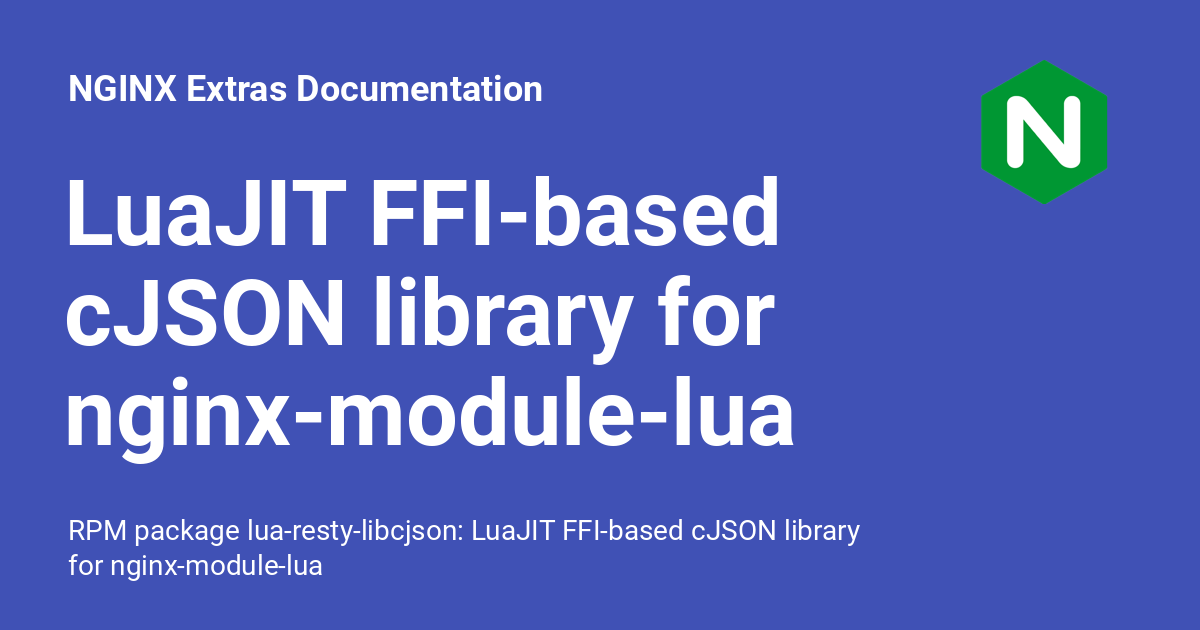 NGINX Extras Documentation
N
LuaJIT FFI-based
cJSON library for
nginx-module-lua
RPM package lua-resty-libcjson: LuaJIT FFI-based cJSON library
for nginx-module-lua